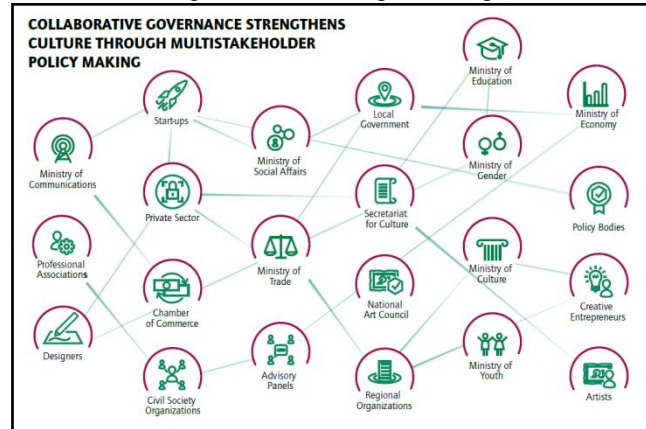 COLLABORATIVE GOVERNANCE STRENGTHENS
CULTURE THROUGH MULTISTAKEHOLDER
POLICY MAKING
Ministry of
Education
Start-ups
Local
Government
Ministry of
Economy
Ministry of
Communications
Ministry of
Social Affairs
Ministry of
Gender
Private Sector
Secretariat
for Culture
Policy Bodies
Professional
Associations
Ministry of
Trade
Ministry of
Culture
Chamber
of Commerce
National
Art Council
Creative
Entrepreneurs
Designers
Advisory
Panels
Ministry of
Youth
Civil Society
Organizations
Regional
Organizations
Artists